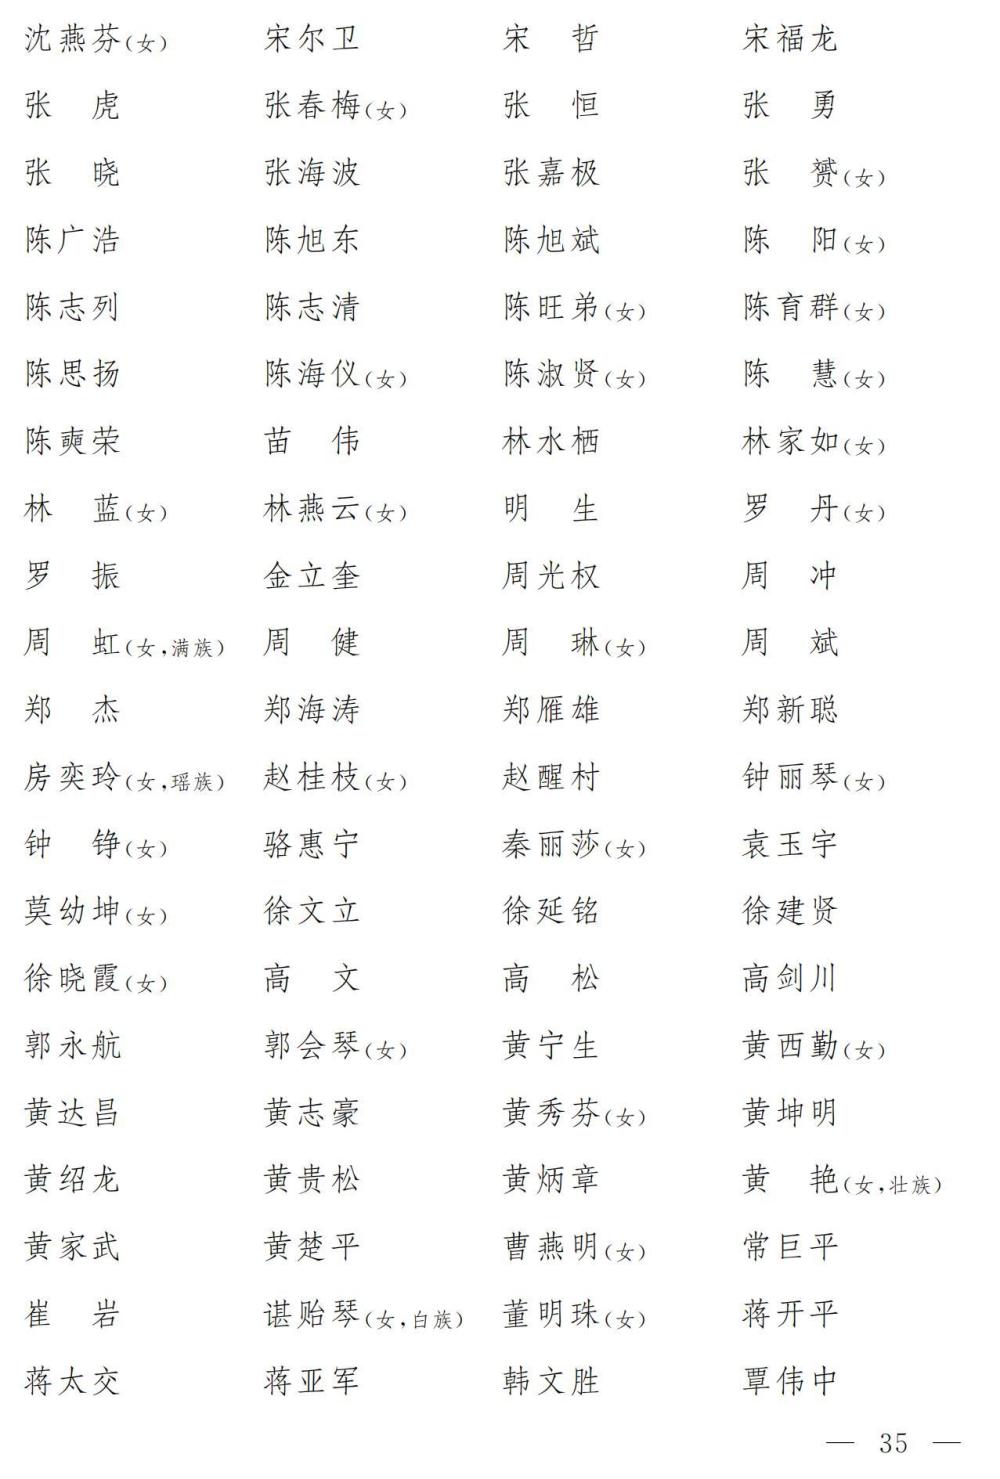 沈燕芬(女) 宋尔卫 宋　哲 宋福龙
张　虎 张春梅(女) 张　恒 张　勇
张　晓 张海波 张嘉极 张　赟(女)
陈广浩 陈旭东 陈旭斌 陈　阳(女)
陈志列 陈志清 陈旺弟(女) 陈育群(女)
陈思扬 陈海仪(女) 陈淑贤(女) 陈　慧(女)
陈奭荣 苗　伟 林水栖 林家如(女)
林　蓝(女) 林燕云(女) 明　生 罗　丹(女)
罗　振 金立奎 周光权 周　冲
周　虹(女,满族) 周　健 周　琳(女) 周　斌
郑　杰 郑海涛 郑雁雄 郑新聪
房奕玲(女,瑶族) 赵桂枝(女) 赵醒村 钟丽琴(女)
钟　铮(女) 骆惠宁 秦丽莎(女) 袁玉宇
莫幼坤(女) 徐文立 徐延铭 徐建贤
徐晓霞(女) 高　文 高　松 高剑川
郭永航 郭会琴(女) 黄宁生 黄西勤(女)
黄达昌 黄志豪 黄秀芬(女) 黄坤明
黄绍龙 黄贵松 黄炳章 黄　艳(女,壮族)
黄家武 黄楚平 曹燕明(女) 常巨平
崔　岩 谌贻琴(女,白族) 董明珠(女) 蒋开平
蒋太交 蒋亚军 韩文胜 覃伟中
— 35 —